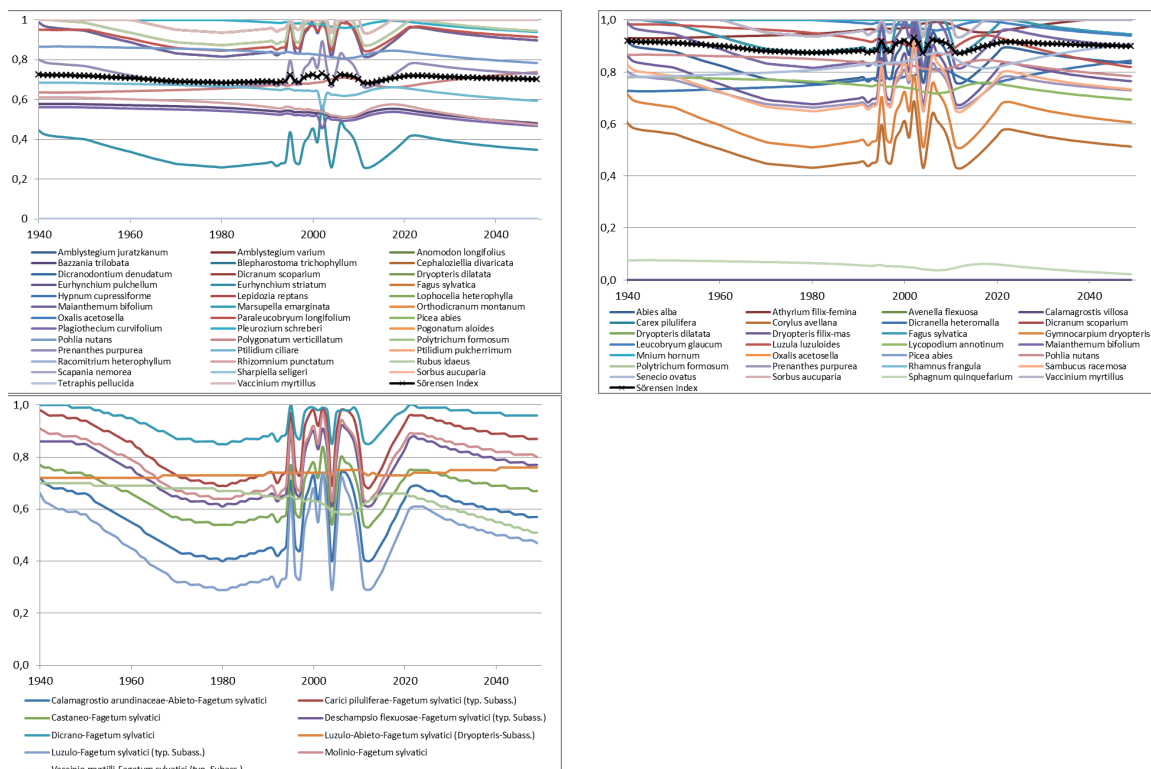 1
0,8
0,6
0,4
0,2
0
1940 1960 1980 2000 2020 2040
Amblystegium juratzkanum Amblystegium varium Anomodon longifolius
Bazzania trilobata Blepharostoma trichophyllum Cephaloziellia divaricata
Dicranodontium denudatum Dicranum scoparium Dryopteris dilatata
Eurhynchium pulchellum Eurhynchium striatum Fagus sylvatica
Hypnum cupressiforme Lepidozia reptans Lophocelia heterophylla
Maianthemum bifolium Marsupella emarginata Orthodicranum montanum
Oxalis acetosella Paraleucobryum longifolium Picea abies
Plagiothecium curvifolium Pleurozium schreberi Pogonatum aloides
Pohlia nutans Polygonatum verticillatum Polytrichum formosum
Prenanthes purpurea Ptilidium ciliare Ptilidium pulcherrimum
Racomitrium heterophyllum Rhizomnium punctatum Rubus idaeus
Scapania nemorea Sharpiella seligeri Sorbus aucuparia
Tetraphis pellucida Vaccinium myrtillus Sörensen Index
1,0
0,8
0,6
0,4
0,2
0,0
1940 1960 1980 2000 2020 2040
Abies alba Athyrium filix-femina Avenella flexuosa Calamagrostis villosa
Carex pilulifera Corylus avellana Dicranella heteromalla Dicranum scoparium
Dryopteris dilatata Dryopteris filix-mas Fagus sylvatica Gymnocarpium dryopteris
Leucobryum glaucum Luzula luzuloides Lycopodium annotinum Maianthemum bifolium
Mnium hornum Oxalis acetosella Picea abies Pohlia nutans
Polytrichum formosum Prenanthes purpurea Rhamnus frangula Sambucus racemosa
Senecio ovatus Sorbus aucuparia Sphagnum quinquefarium Vaccinium myrtillus
Sörensen Index
1,0
0,8
0,6
0,4
0,2
0,0
1940 1960 1980 2000 2020 2040
Calamagrostio arundinaceae-Abieto-Fagetum sylvatici Carici piluliferae-Fagetum sylvatici (typ. Subass.)
Castaneo-Fagetum sylvatici Deschampsio flexuosae-Fagetum sylvatici (typ. Subass.)
Dicrano-Fagetum sylvatici Luzulo-Abieto-Fagetum sylvatici (Dryopteris-Subass.)
Luzulo-Fagetum sylvatici (typ. Subass.) Molinio-Fagetum sylvatici
Vaccinio myrtilli-Fagetum sylvatici (typ. Subass.)